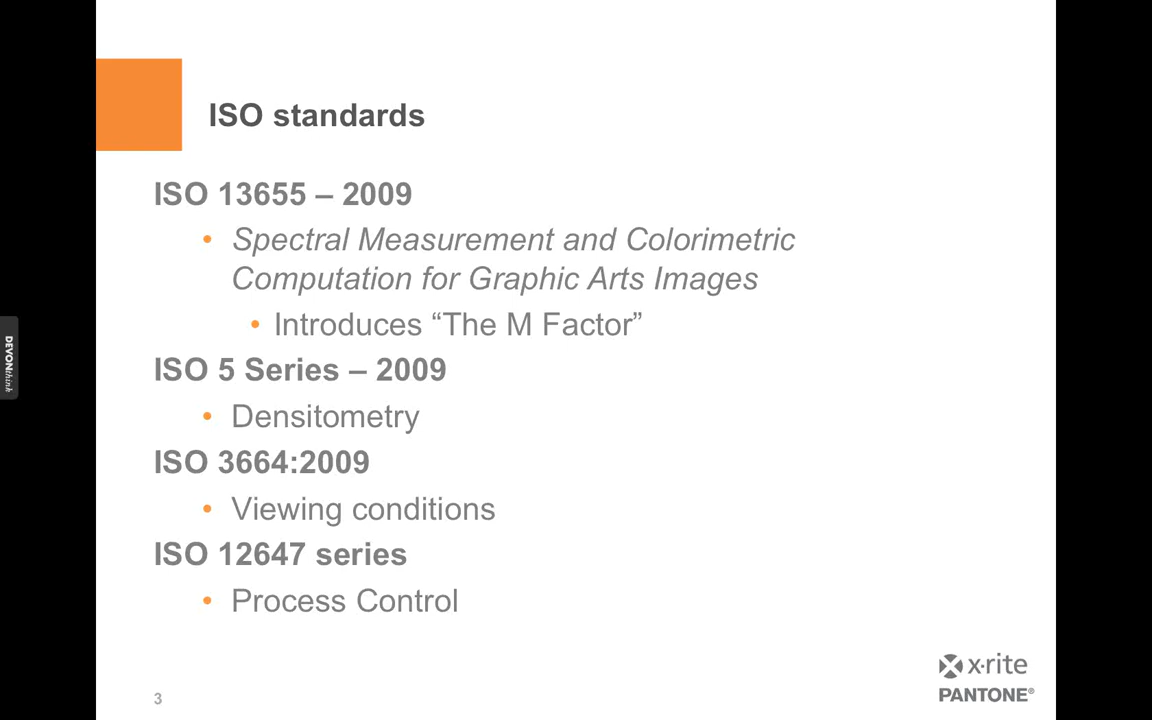 ISO standards
ISO 13655 – 2009
• Spectral Measurement and Colorimetric
Computation for Graphic Arts Images
• Introduces “The M Factor”
ISO 5 Series – 2009
• Densitometry
ISO 3664:2009
• Viewing conditions
ISO 12647 series
• Process Control
DEVONthink
3
x·rite
PANTONE®